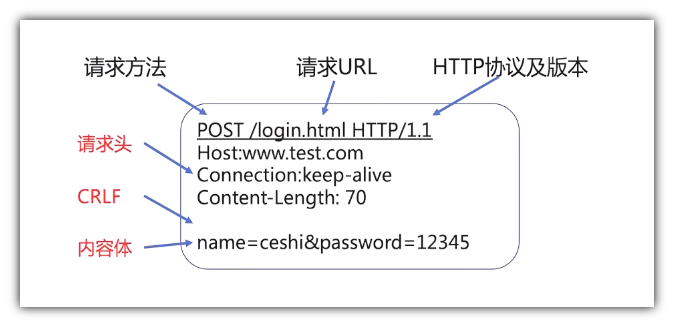 请求方法 请求URL HTTP协议及版本
POST /login.html HTTP/1.1
Host:www.test.com
请求头
Connection:keep-alive
Content-Length: 70
CRLF
内容体
name=ceshi&password=12345